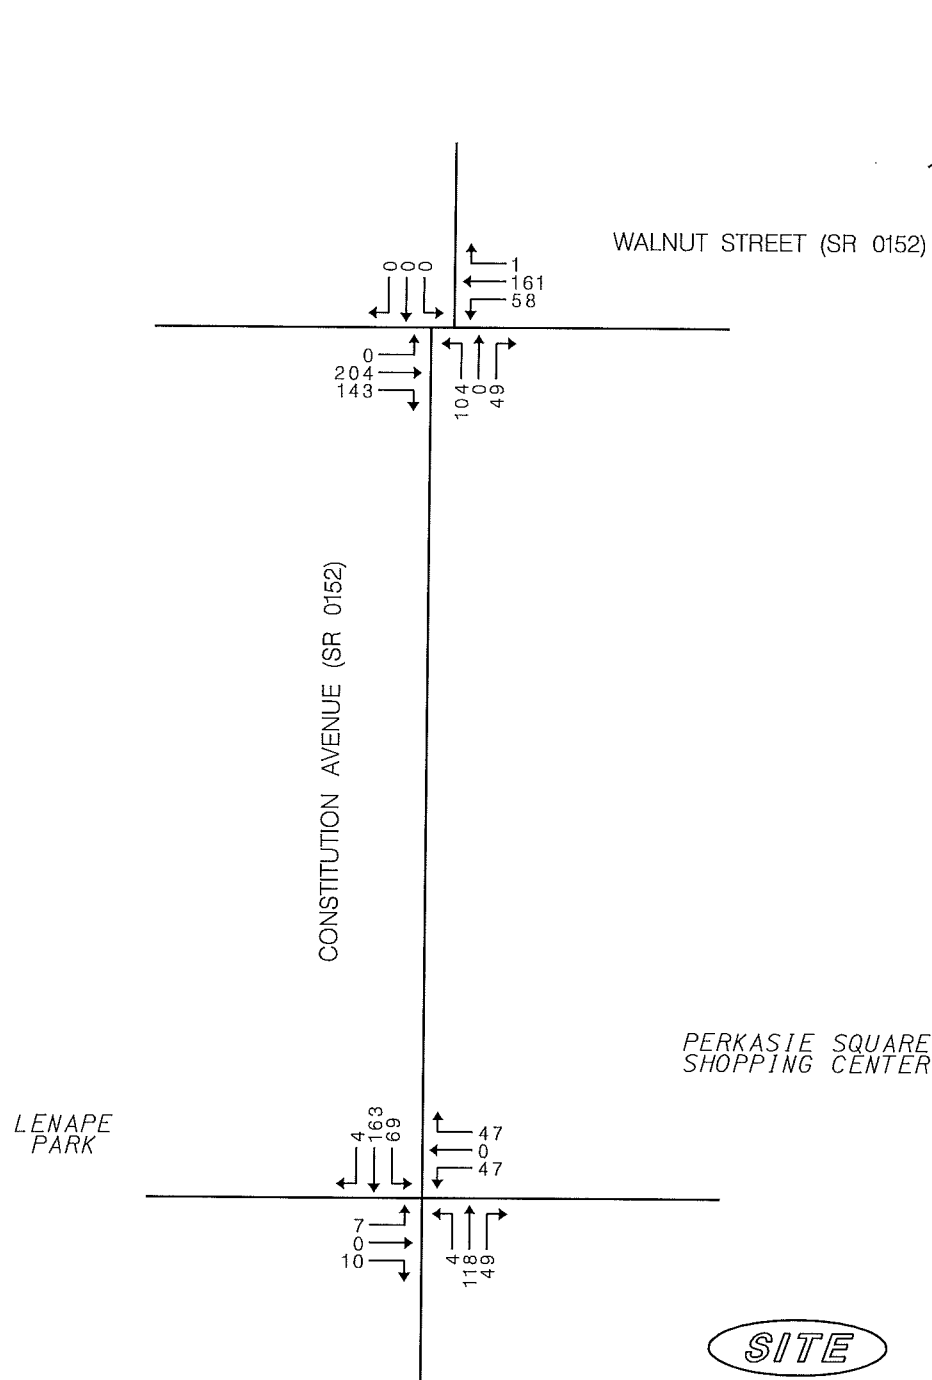 WALNUT STREET (SR 0152)
0 0 0
1
161
58
0
204
143
104 0 49
CONSTITUTION AVENUE (SR 0152)
PERKASIE SQUARE
SHOPPING CENTER
LENAPE
PARK
4 163 69
47
0
47
7
0
10
4 118 49
SITE